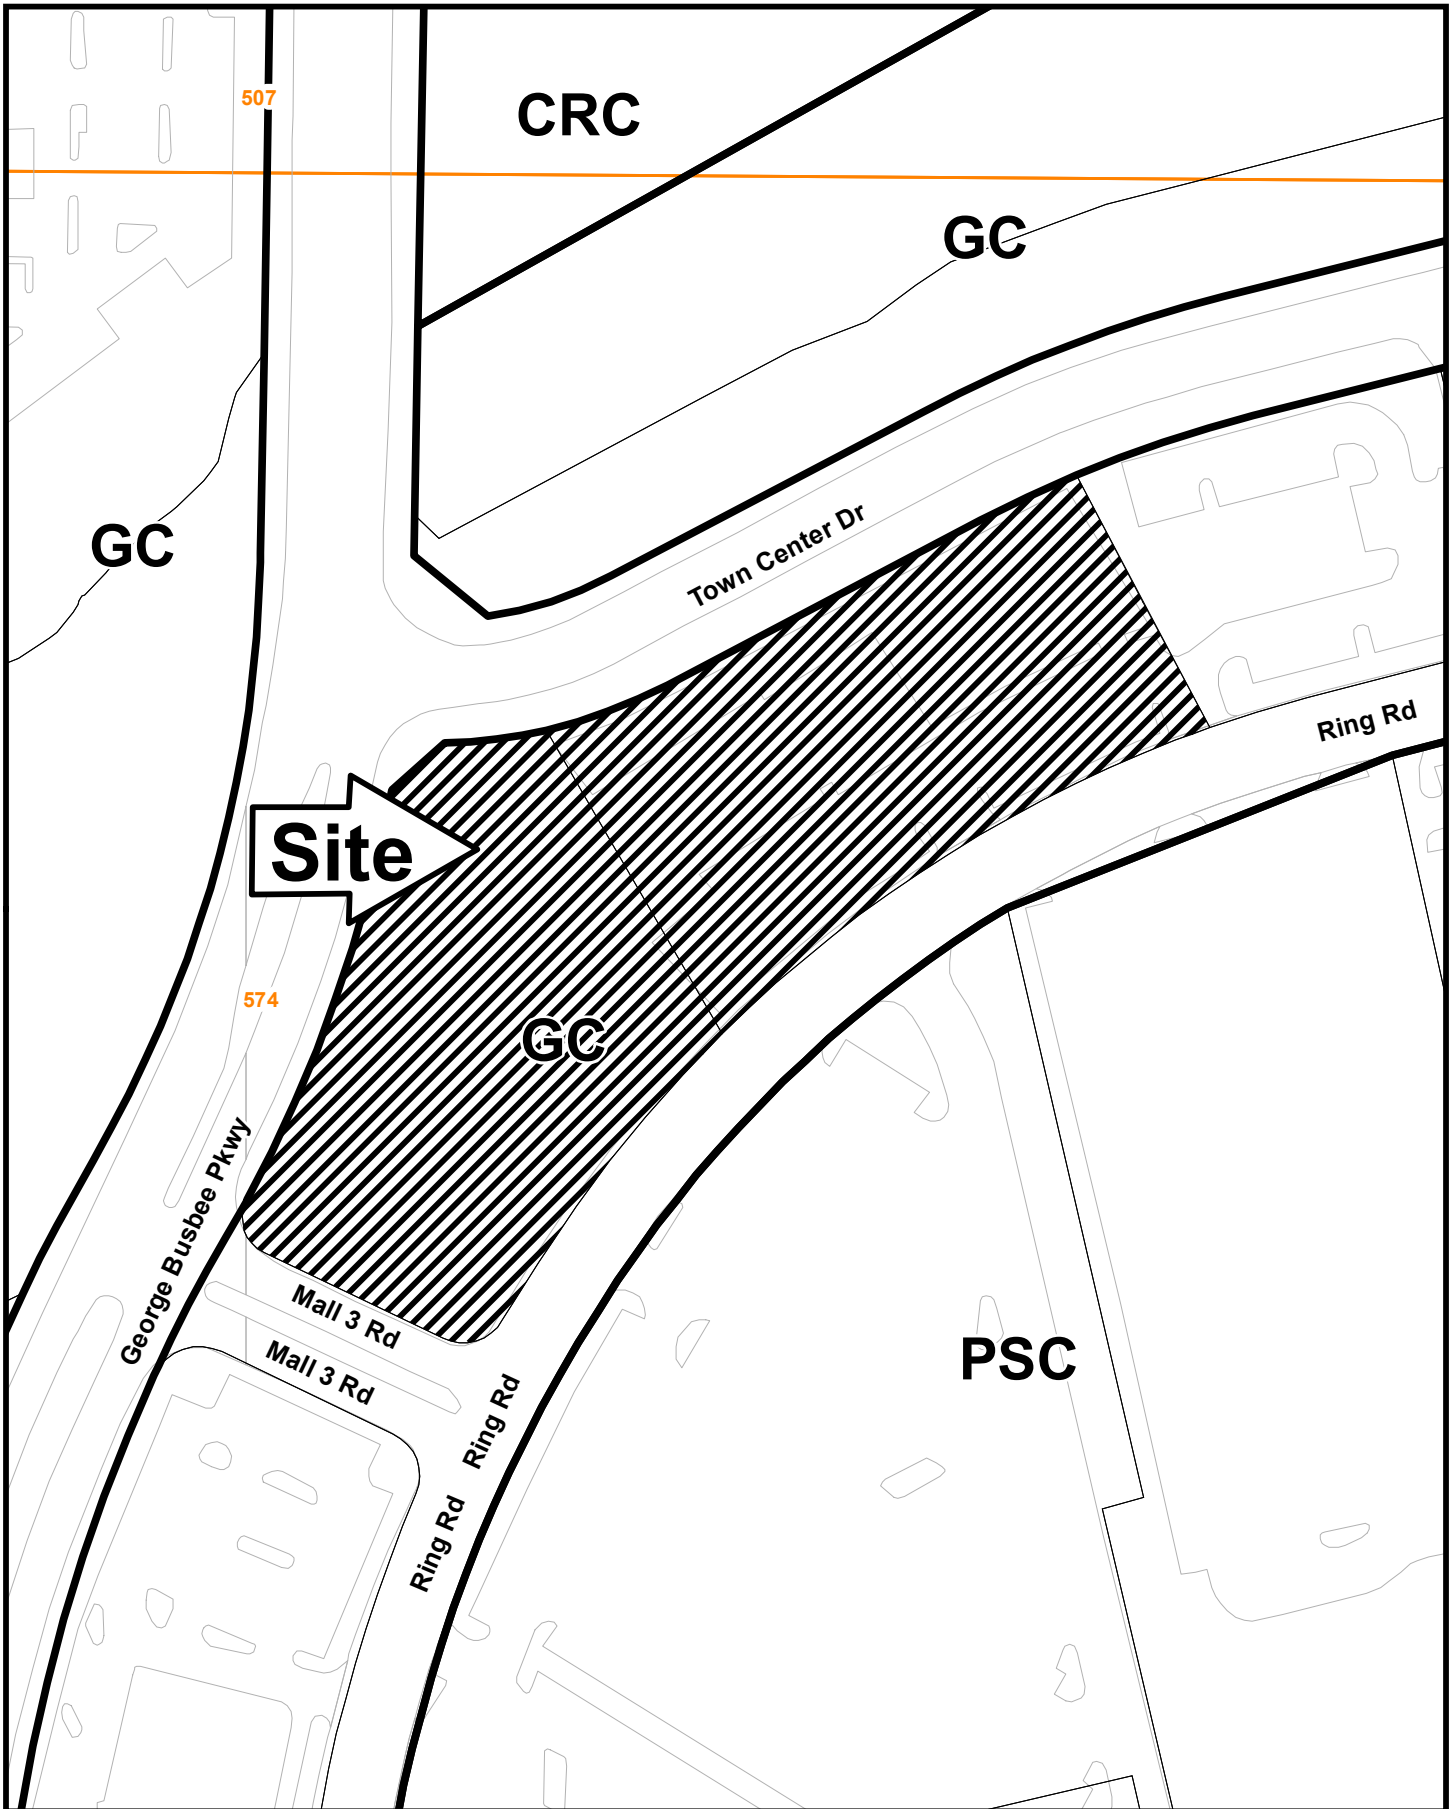 507
CRC
GC
GC
Town Center Dr
Ring Rd
Site
574
GC
George Busbee Pkwy
Mall 3 Rd
Mall 3 Rd
PSC
Ring Rd
Ring Rd